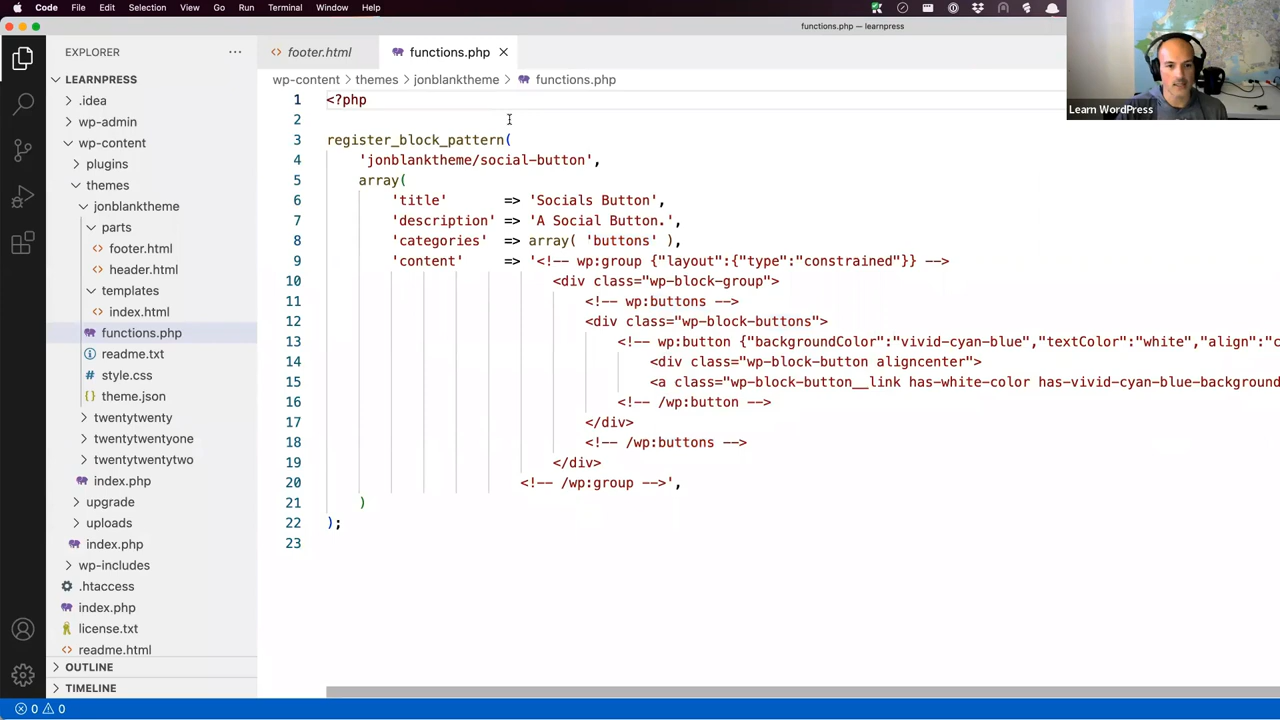 Code File Edit Selection View Go Run Terminal Window Help
functions.php — learnpress
EXPLORER
LEARNPRESS
.idea
wp-admin
wp-content
plugins
themes
jonblanktheme
parts
footer.html
header.html
templates
index.html
functions.php
readme.txt
style.css
theme.json
twentytwenty
twentytwentyone
twentytwentytwo
index.php
upgrade
uploads
index.php
wp-includes
.htaccess
index.php
license.txt
readme.html
OUTLINE
TIMELINE
0 0
footer.html functions.php
wp-content > themes > jonblanktheme > functions.php
1 <?php
2
3 register_block_pattern(
4 'jonblanktheme/social-button',
5 array(
6 'title' => 'Socials Button',
7 'description' => 'A Social Button.',
8 'categories' => array( 'buttons' ),
9 'content' => '<!-- wp:group {"layout":{"type":"constrained"}} -->
10 <div class="wp-block-group">
11 <!-- wp:buttons -->
12 <div class="wp-block-buttons">
13 <!-- wp:button {"backgroundColor":"vivid-cyan-blue","textColor":"white","align":"c
14 <div class="wp-block-button aligncenter">
15 <a class="wp-block-button__link has-white-color has-vivid-cyan-blue-background
16 <!-- /wp:button -->
17 </div>
18 <!-- /wp:buttons -->
19 </div>
20 <!-- /wp:group -->',
21 )
22 );
23
Learn WordPress